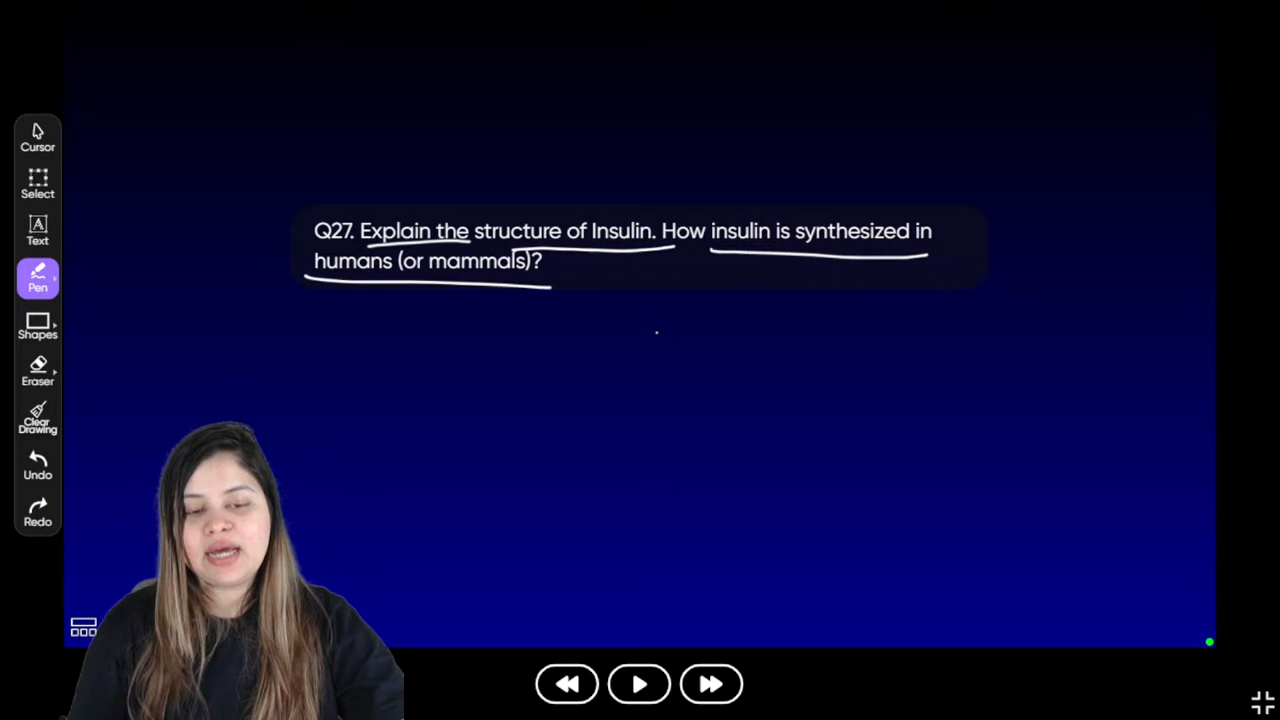 Cursor
Select
Text
Pen
Shapes
Eraser
Clear
Drawing
Undo
Redo
Q27. Explain the structure of Insulin. How insulin is synthesized in
humans (or mammals)?